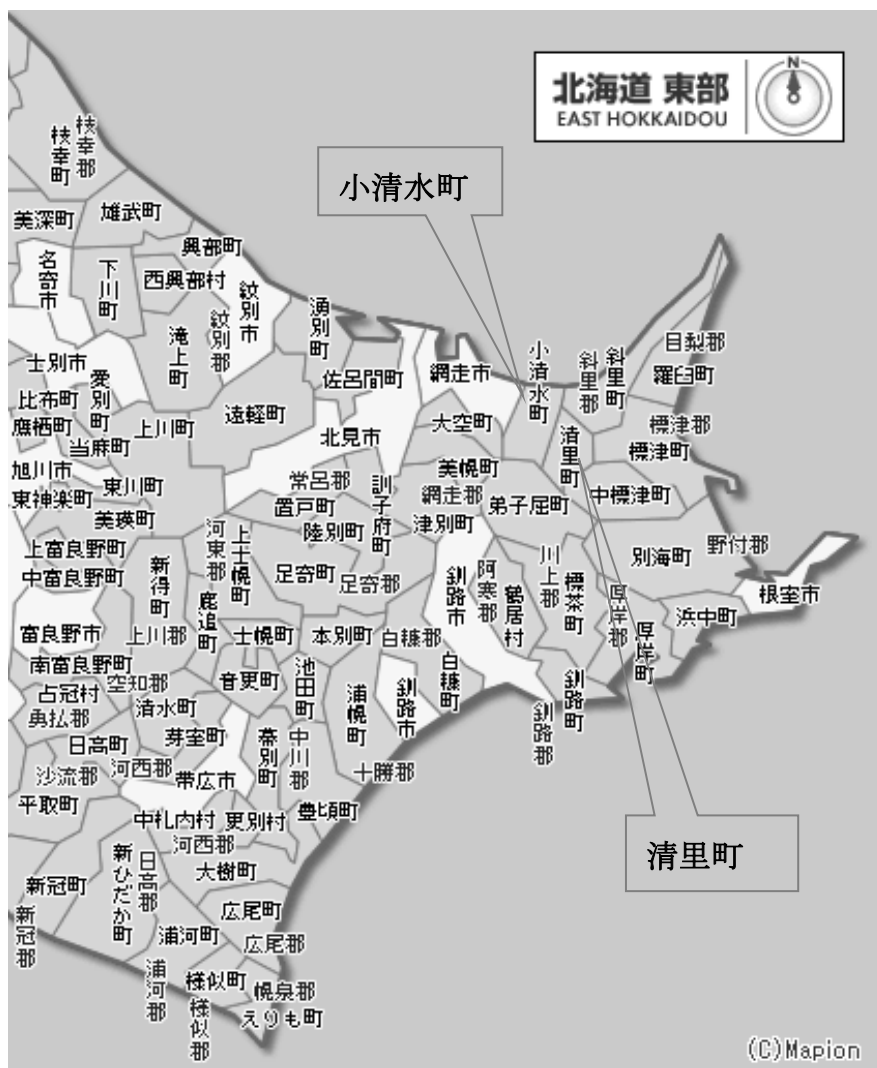 北海道 東部
EAST HOKKAIDOU
N
小清水町
枝幸郡
枝幸町
美深町
雄武町
興部町
名寄市
下川町
西興部村
紋別市
紋別郡
滝上町
湧別町
士別市
愛別町
比布町
鷹栖町
当麻町
上川町
遠軽町
佐呂間町
網走市
小清水町
斜里郡
斜里町
目梨郡
羅臼町
標津郡
標津町
大空町
清里町
北見市
旭川市
東川町
東神楽町
美瑛町
常呂郡
置戸町
訓子府町
美幌町
網走郡
津別町
弟子屈町
中標津町
陸別町
上富良野町
中富良野町
新得町
河東郡
上士幌町
鹿追町
足寄町
足寄郡
釧路市
阿寒郡
鶴居村
川上郡
標茶町
別海町
野付郡
根室市
厚岸郡
厚岸町
浜中町
富良野市
上川郡
士幌町
本別町
白糠郡
白糠町
南富良野町
空知郡
占冠村
勇払郡
音更町
池田町
浦幌町
釧路市
釧路町
釧路郡
清水町
芽室町
日高町
河西郡
沙流郡
帯広市
幕別町
中川郡
十勝郡
平取町
中札内村
更別村
河西郡
豊頃町
清里町
新冠町
新ひだか町
日高郡
大樹町
広尾町
広尾郡
新冠郡
浦河町
浦河郡
様似町
様似郡
幌泉郡
えりも町
(C)Mapion